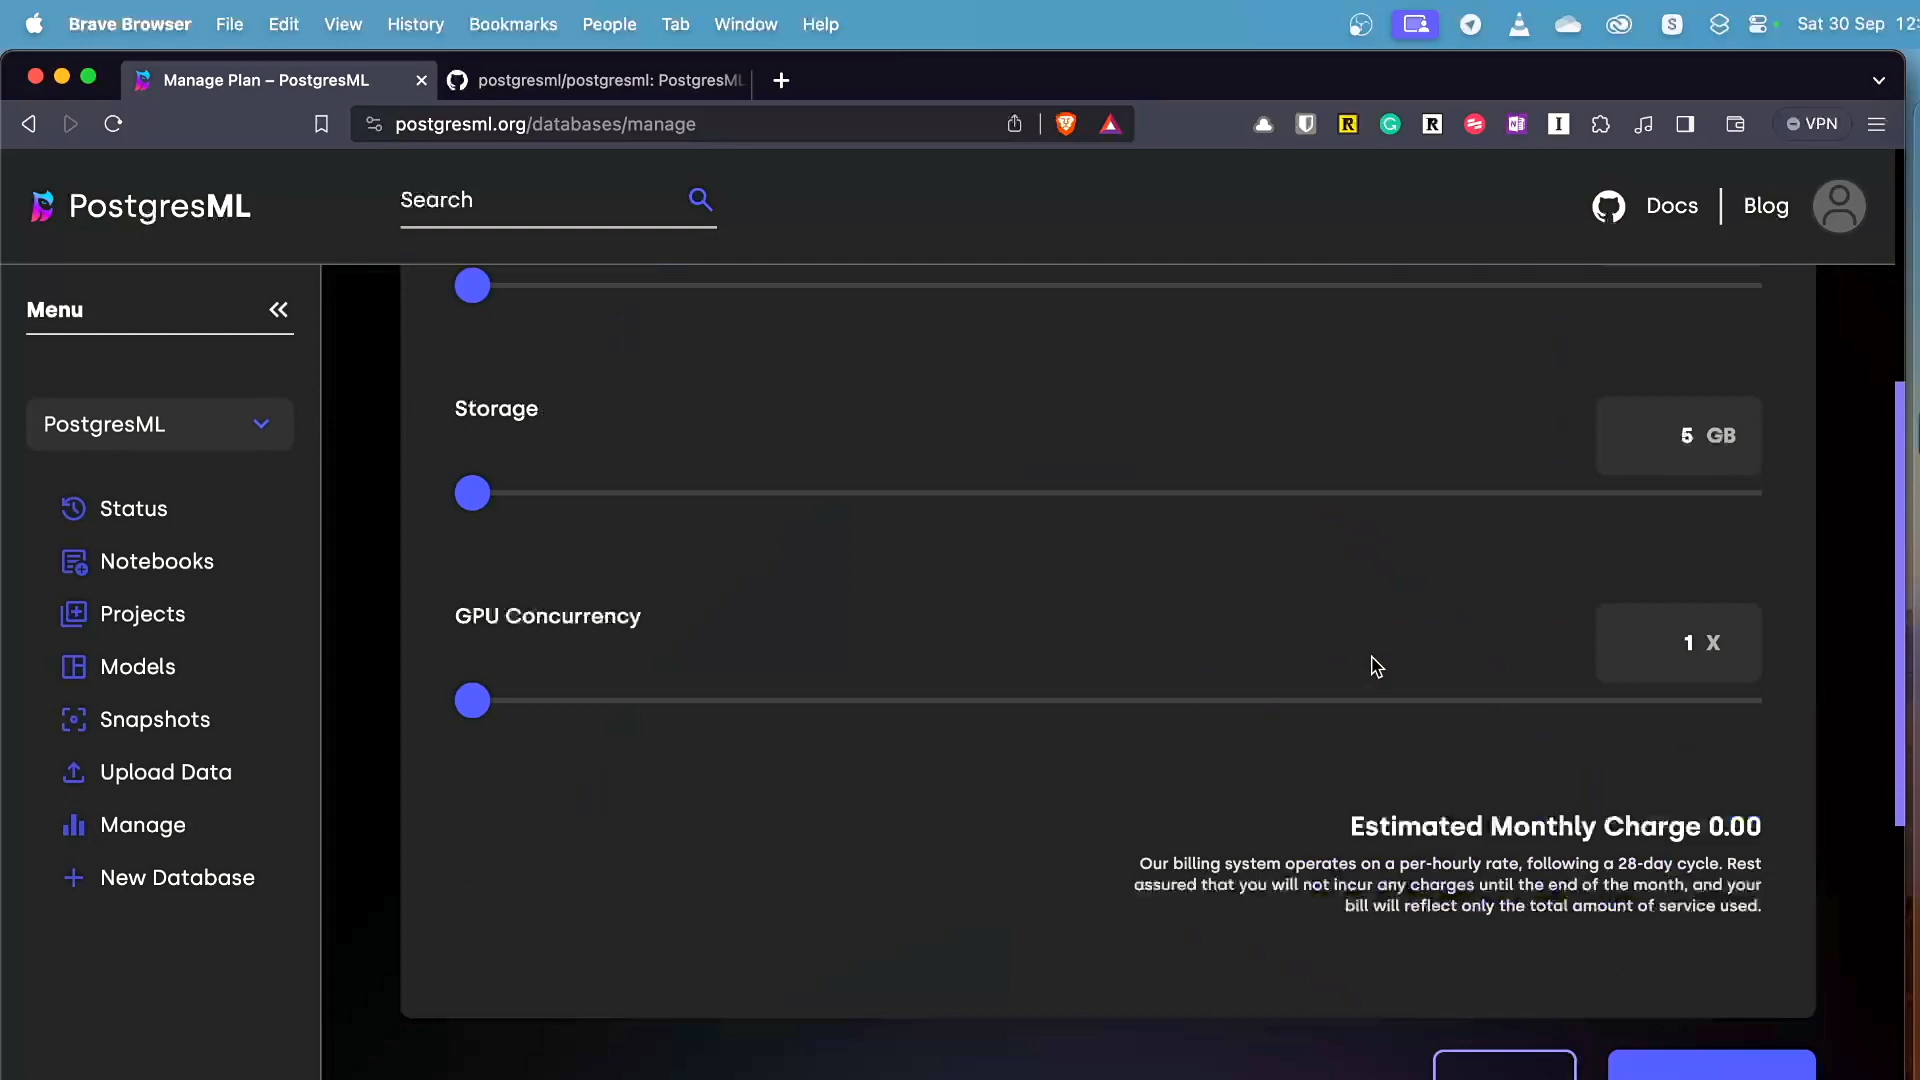 Brave Browser File Edit View History Bookmarks People Tab Window Help Sat 30 Sep 12:
Manage Plan – PostgresML postgresml/postgresml: PostgresML
postgresml.org/databases/manage VPN
PostgresML Search Docs Blog
Menu
PostgresML
Status
Notebooks
Projects
Models
Snapshots
Upload Data
Manage
New Database
Storage
5 GB
GPU Concurrency
1 X
Estimated Monthly Charge 0.00
Our billing system operates on a per-hourly rate, following a 28-day cycle. Rest
assured that you will not incur any charges until the end of the month, and your
bill will reflect only the total amount of service used.